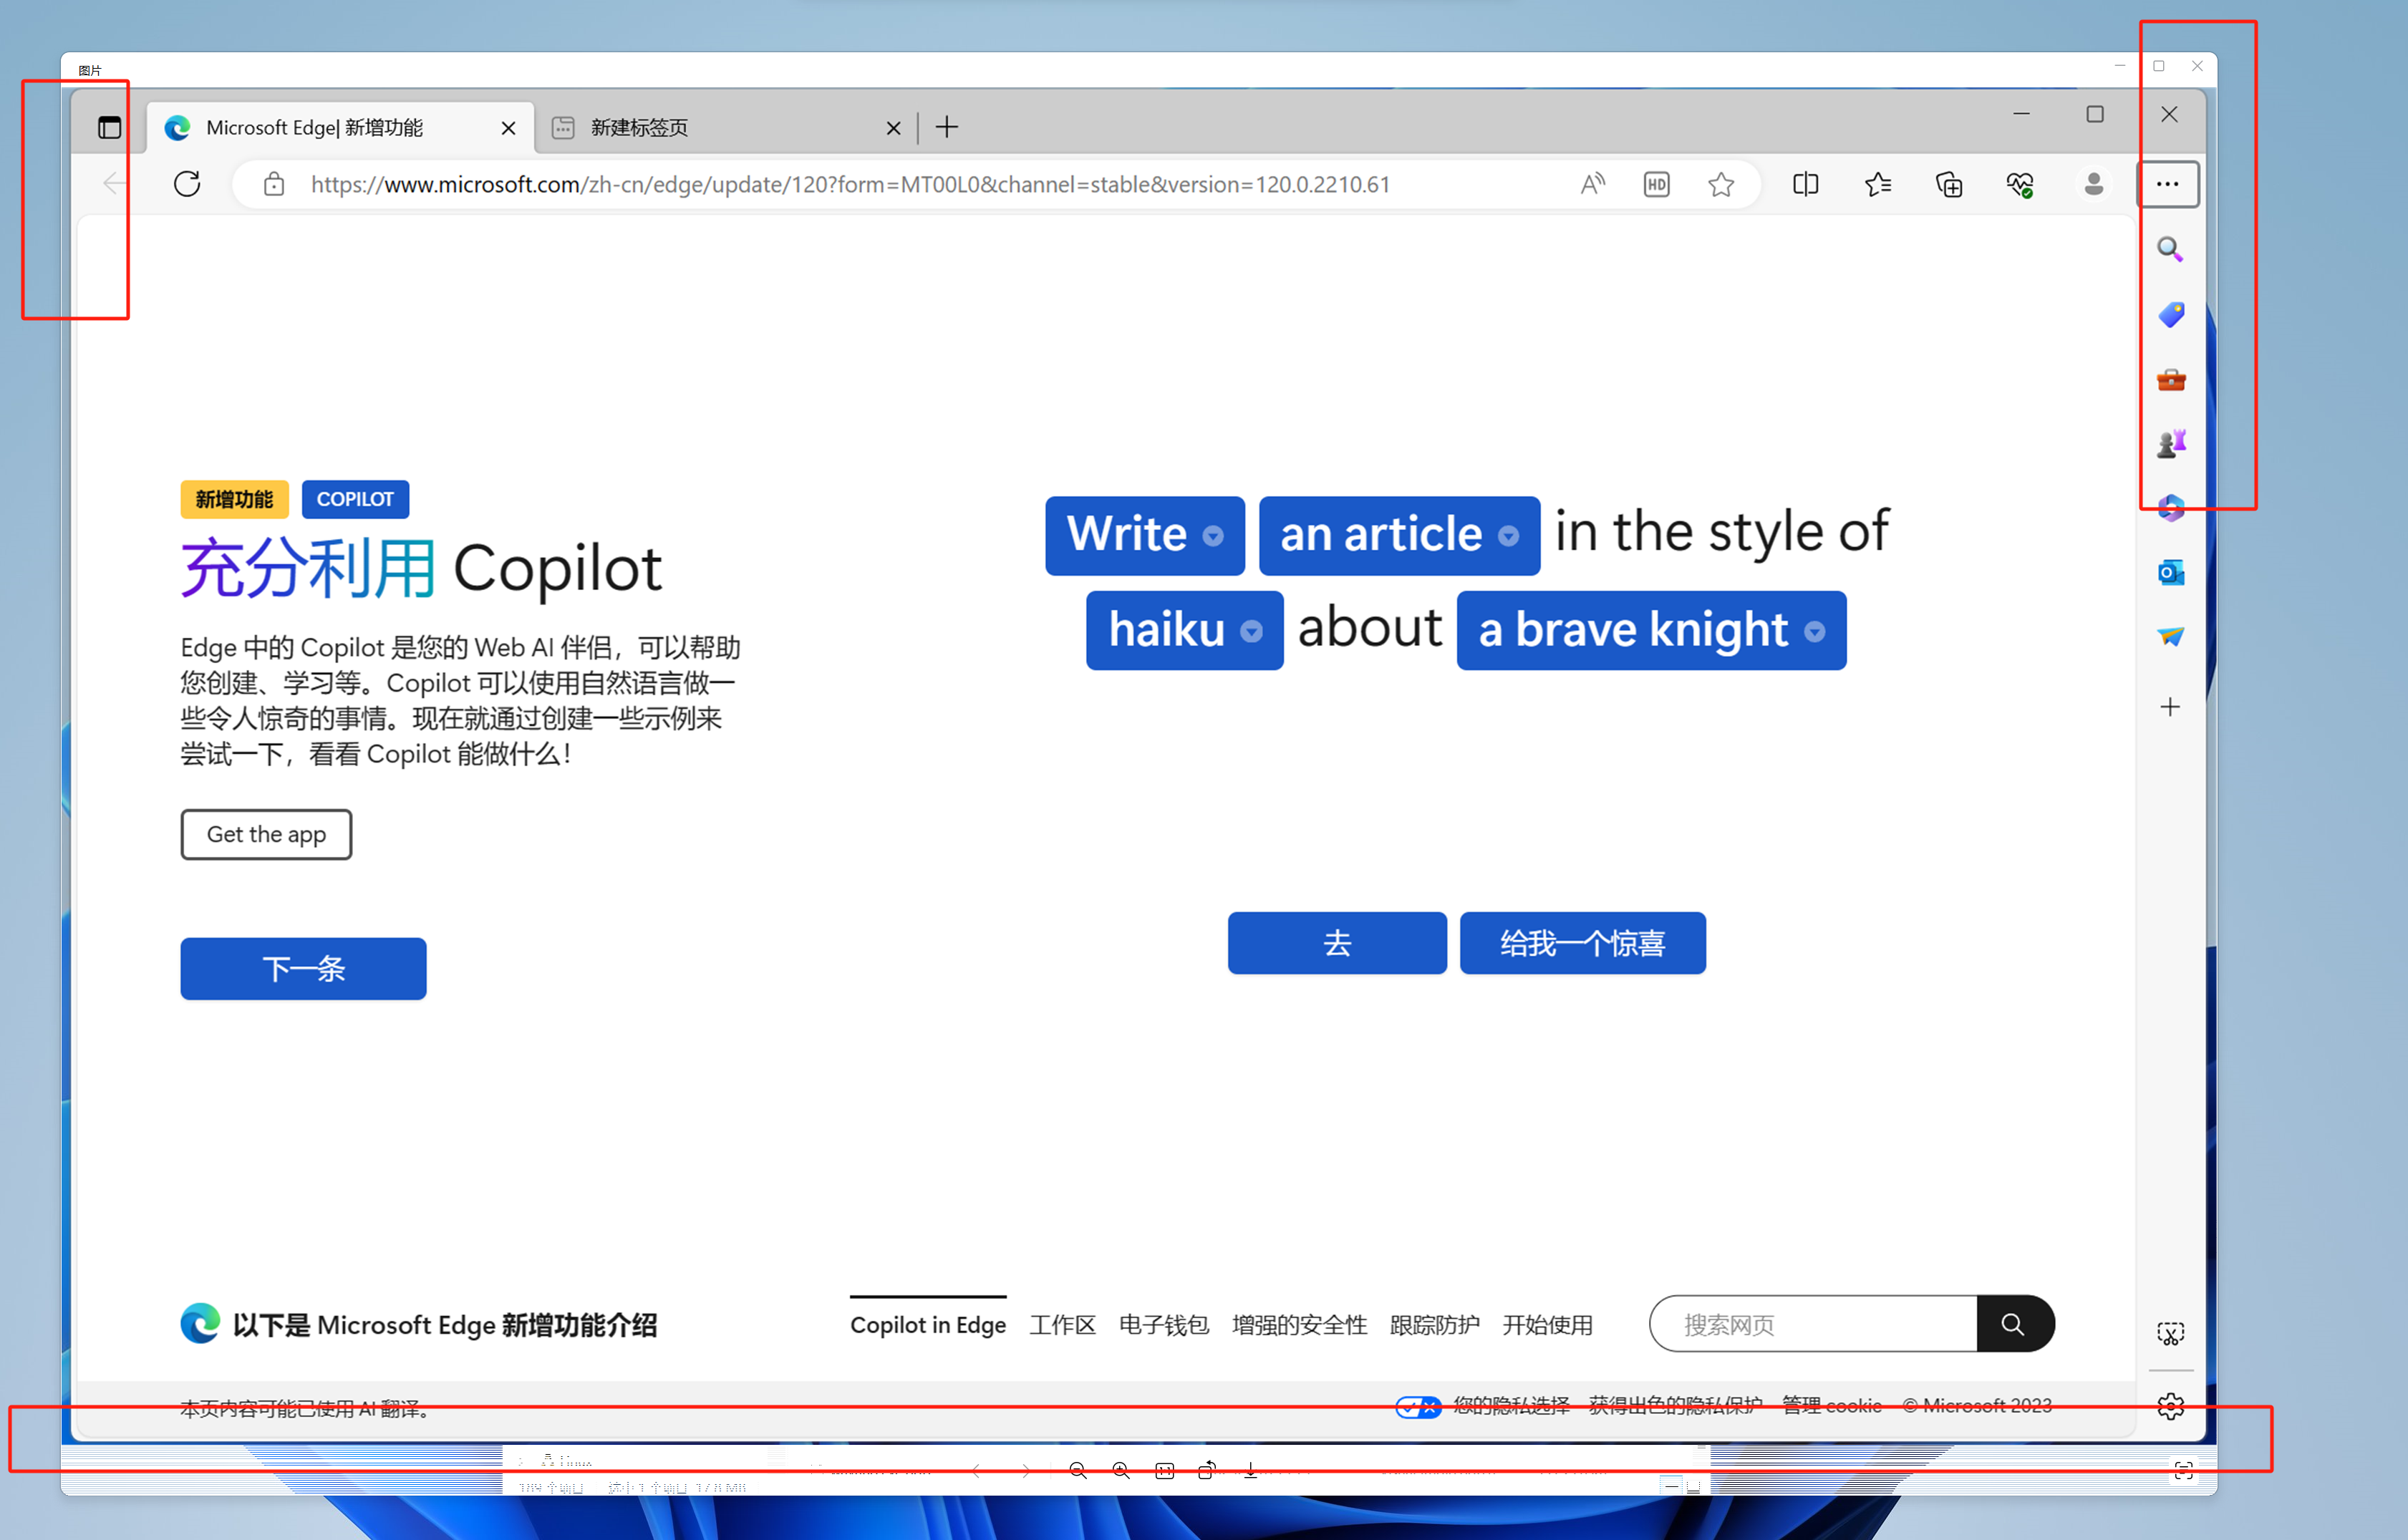 图片
Microsoft Edge| 新增功能
新建标签页
https://www.microsoft.com/zh-cn/edge/update/120?form=MT00L0&channel=stable&version=120.0.2210.61
HD
新增功能 COPILOT
充分利用 Copilot
Edge 中的 Copilot 是您的 Web AI 伴侣，可以帮助
您创建、学习等。Copilot 可以使用自然语言做一
些令人惊奇的事情。现在就通过创建一些示例来
尝试一下，看看 Copilot 能做什么！
Get the app
下一条
Write an article in the style of
haiku about a brave knight
去 给我一个惊喜
以下是 Microsoft Edge 新增功能介绍
Copilot in Edge 工作区 电子钱包 增强的安全性 跟踪防护 开始使用
搜索网页
本页内容可能已使用 AI 翻译。
您的隐私选择 获得出色的隐私保护 管理 cookie © Microsoft 2023